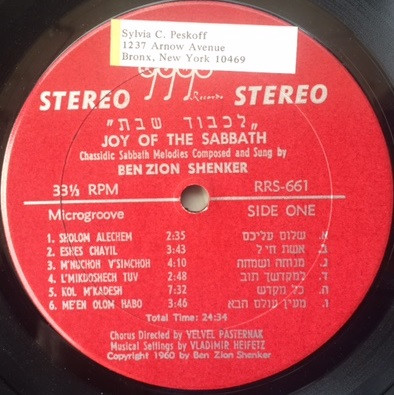 Sylvia C. Peskoff
1237 Arnow Avenue
Bronx, New York 10469
STEREO Records STEREO
„לכבוד שבת”
JOY OF THE SABBATH
Chassidic Sabbath Melodies Composed and Sung by
BEN ZION SHENKER
33⅓ RPM RRS-661
Microgroove SIDE ONE
1. SHOLOM ALECHEM 2:35 א. שלום עליכם
2. ESHES CHAYIL 3:43 ב. אשת חיל
3. M'NUCHOH V'SIMCHOH 4:10 ג. מנוחה ושמחה
4. L'MIKDOSHECH TUV 2:48 ד. למקדשך תוב
5. KOL M'KADESH 7:32 ה. כל מקדש
6. ME'EN OLOM HABO 3:46 ו. מעין עולם הבא
Total Time: 24:34
Chorus Directed by VELVEL PASTERNAK
Musical Settings by VLADIMIR HEIFETZ
Copyright 1960 by Ben Zion Shenker